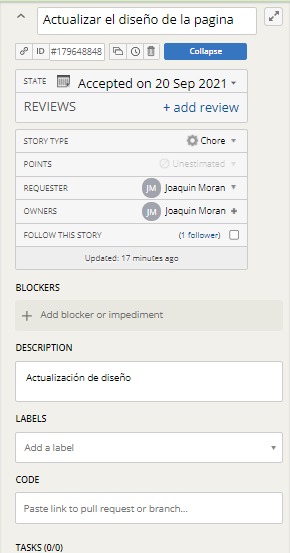 Actualizar el diseño de la pagina
ID #179648848 Collapse
STATE Accepted on 20 Sep 2021
REVIEWS + add review
STORY TYPE Chore
POINTS Unestimated
REQUESTER JM Joaquin Moran
OWNERS JM Joaquin Moran +
FOLLOW THIS STORY (1 follower)
Updated: 17 minutes ago
BLOCKERS
+ Add blocker or impediment
DESCRIPTION
Actualización de diseño
LABELS
Add a label
CODE
Paste link to pull request or branch...
TASKS (0/0)